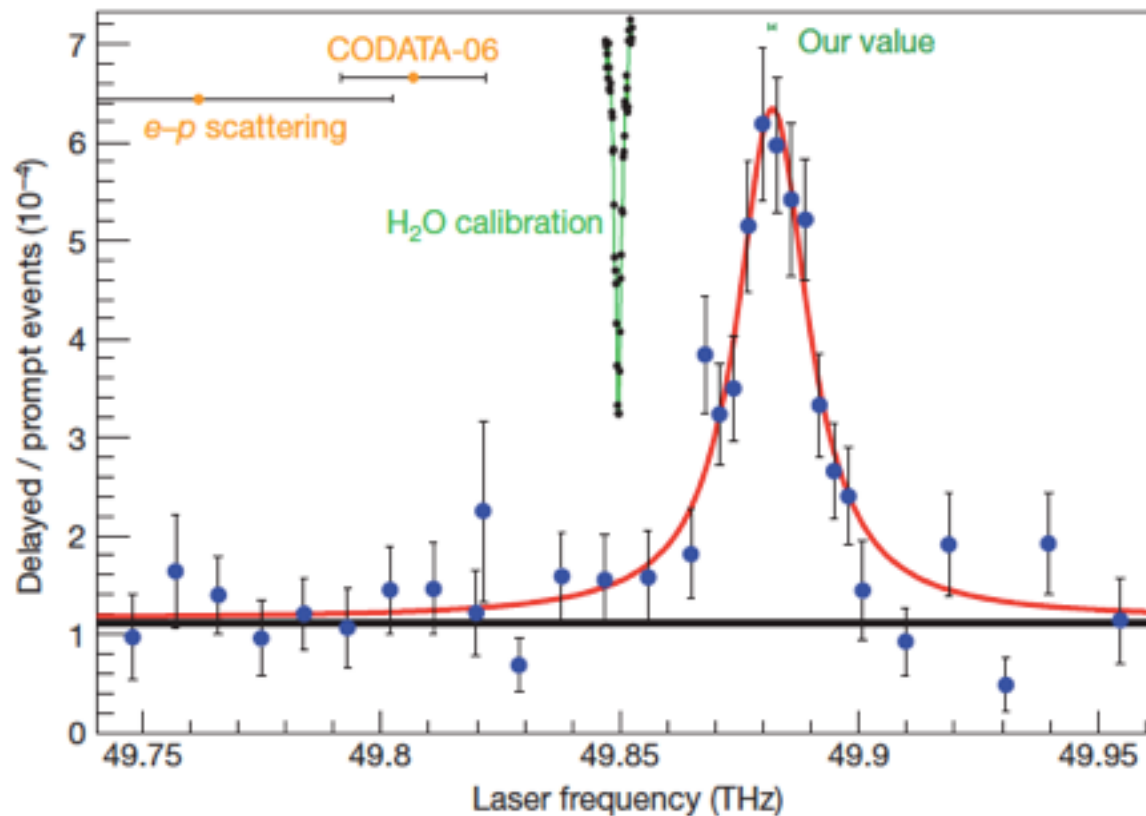 CODATA-06
Our value
e–p scattering
H₂O calibration
Delayed / prompt events (10⁻⁴)
7
6
5
4
3
2
1
0
49.75
49.8
49.85
49.9
49.95
Laser frequency (THz)